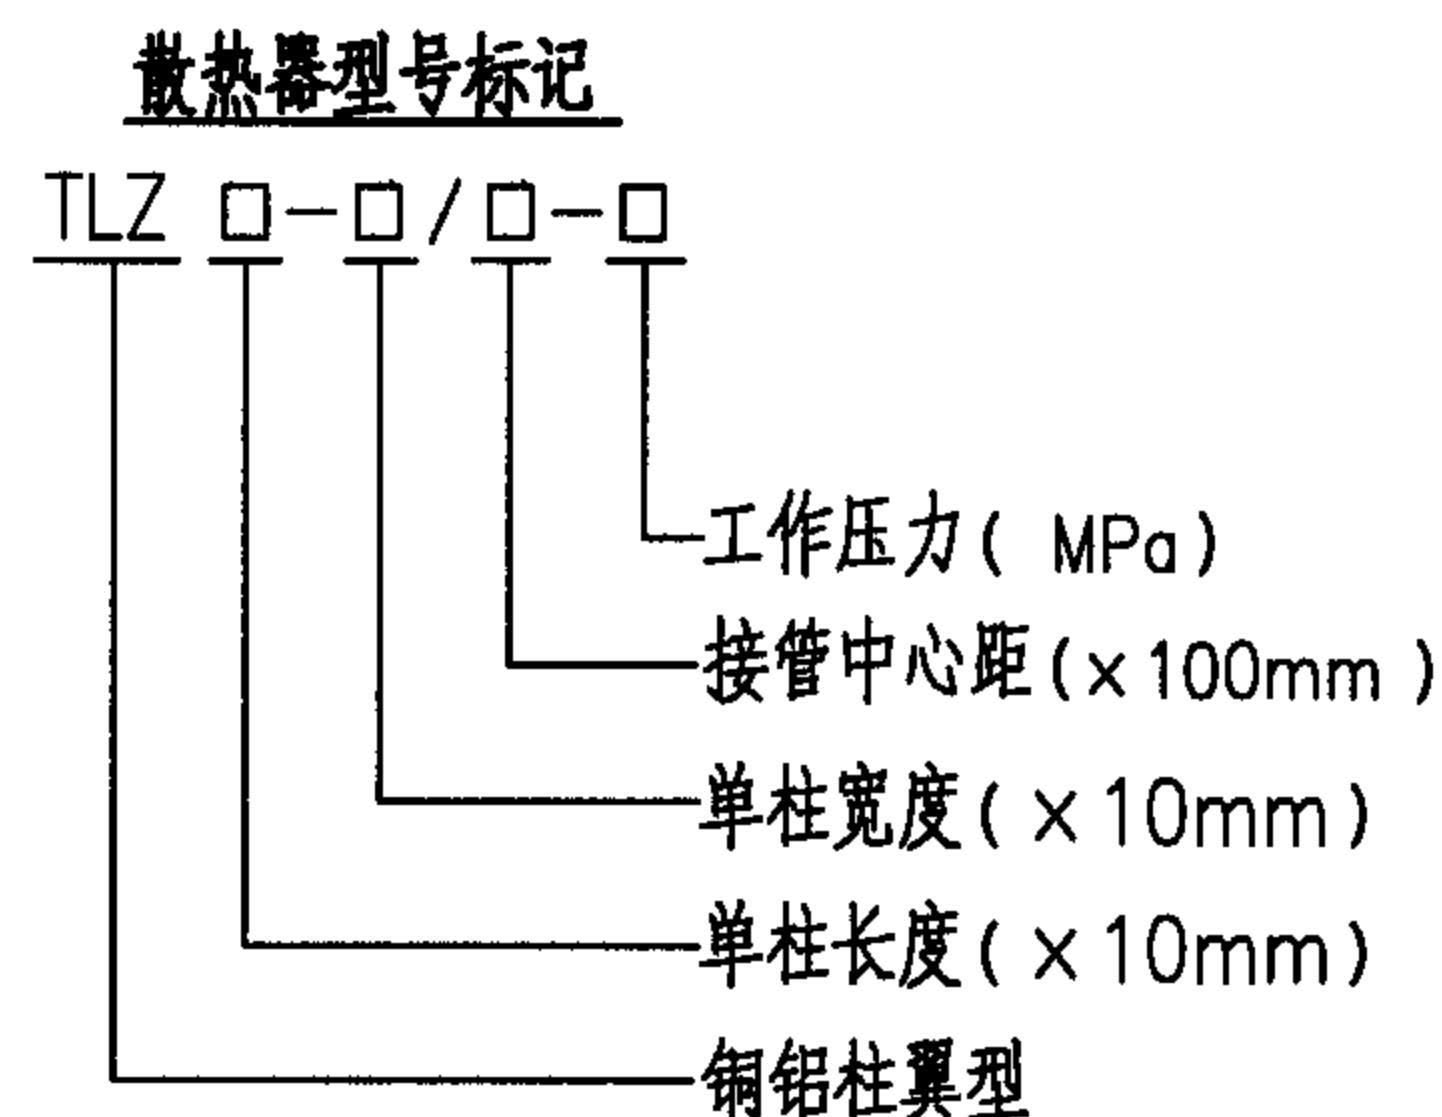 散热器型号标记
TLZ □-□/□-□
工作压力( MPa)
接管中心距(×100mm)
单柱宽度(×10mm)
单柱长度(×10mm)
铜铝柱翼型